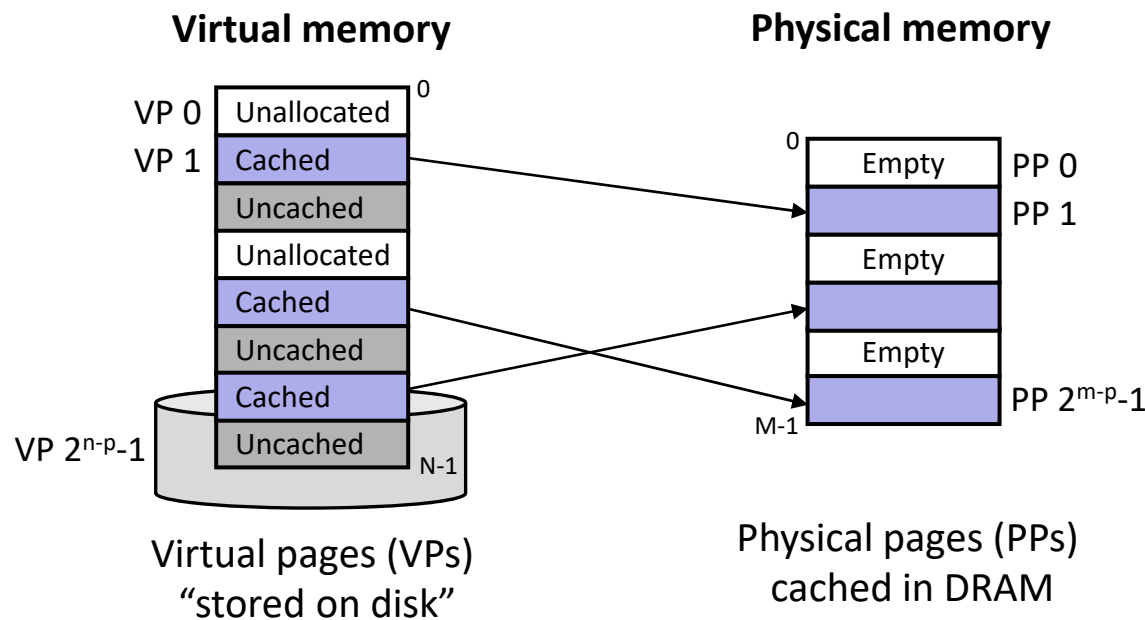 Virtual memory
Physical memory
0
VP 0
Unallocated
VP 1
Cached
Uncached
Unallocated
Cached
Uncached
Cached
VP 2ⁿ⁻ᵖ-1
Uncached
N-1
0
Empty
PP 0
PP 1
Empty
Empty
PP 2ᵐ⁻ᵖ-1
M-1
Virtual pages (VPs)
“stored on disk”
Physical pages (PPs)
cached in DRAM